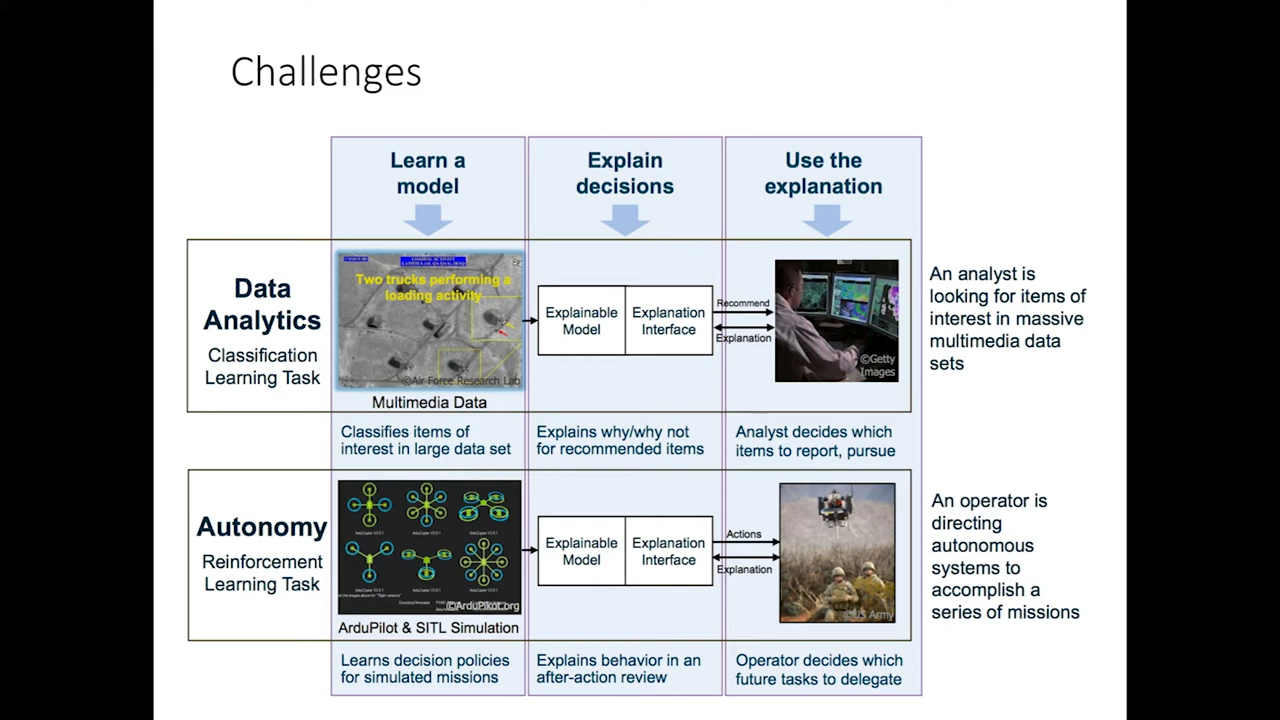 Challenges
Learn a
model
Explain
decisions
Use the
explanation
Data
Analytics
Classification
Learning Task
LOADING ACTIVITY
Two trucks performing a
loading activity
©Air Force Research Lab
Multimedia Data
Explainable
Model
Explanation
Interface
Recommend
Explanation
©Getty
Images
An analyst is
looking for items of
interest in massive
multimedia data
sets
Classifies items of
interest in large data set
Explains why/why not
for recommended items
Analyst decides which
items to report, pursue
Autonomy
Reinforcement
Learning Task
©ArduPikot.org
ArduPilot & SITL Simulation
Explainable
Model
Explanation
Interface
Actions
Explanation
©US Army
An operator is
directing
autonomous
systems to
accomplish a
series of missions
Learns decision policies
for simulated missions
Explains behavior in an
after-action review
Operator decides which
future tasks to delegate